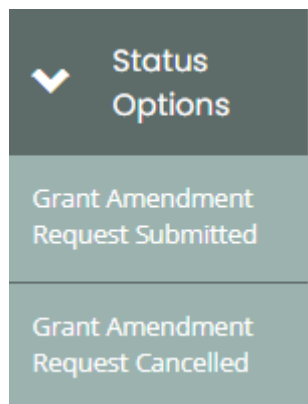 Status
Options
Grant Amendment
Request Submitted
Grant Amendment
Request Cancelled